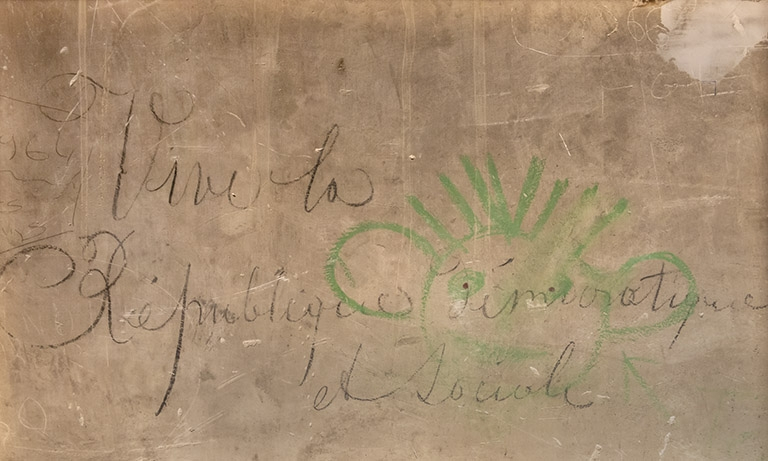 Vive la
République démocratique
et sociale